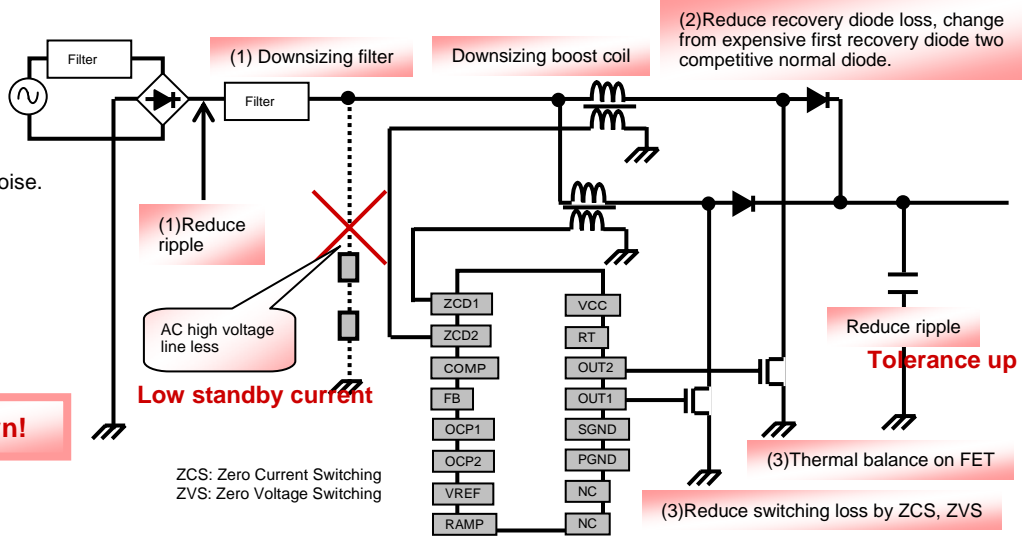 Filter
(1) Downsizing filter
Downsizing boost coil
(2)Reduce recovery diode loss, change
from expensive first recovery diode two
competitive normal diode.
Filter
oise.
(1)Reduce
ripple
AC high voltage
line less
Low standby current
n!
ZCS: Zero Current Switching
ZVS: Zero Voltage Switching
ZCD1
ZCD2
COMP
FB
OCP1
OCP2
VREF
RAMP
VCC
RT
OUT2
OUT1
SGND
PGND
NC
NC
Reduce ripple
Tolerance up
(3)Thermal balance on FET
(3)Reduce switching loss by ZCS, ZVS